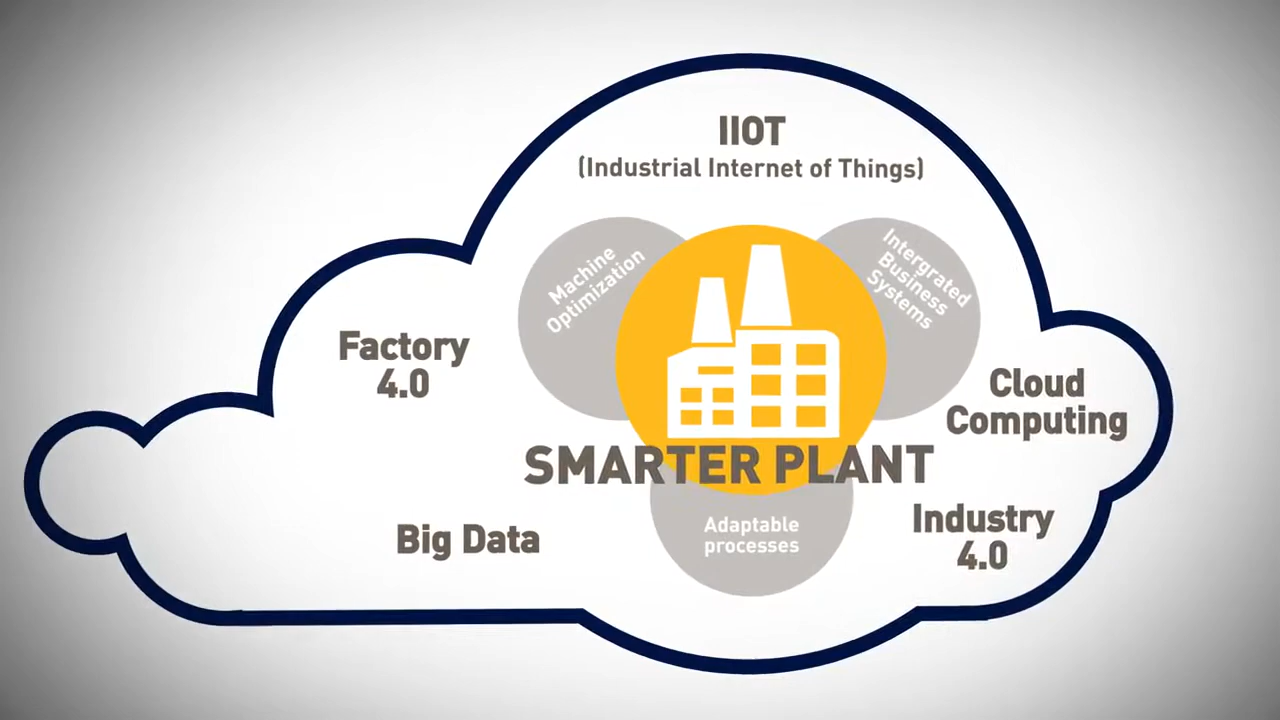 IIOT
(Industrial Internet of Things)
Machine
Optimization
Intergrated
Business
Systems
Factory
4.0
Cloud
Computing
SMARTER PLANT
Big Data
Adaptable
processes
Industry
4.0